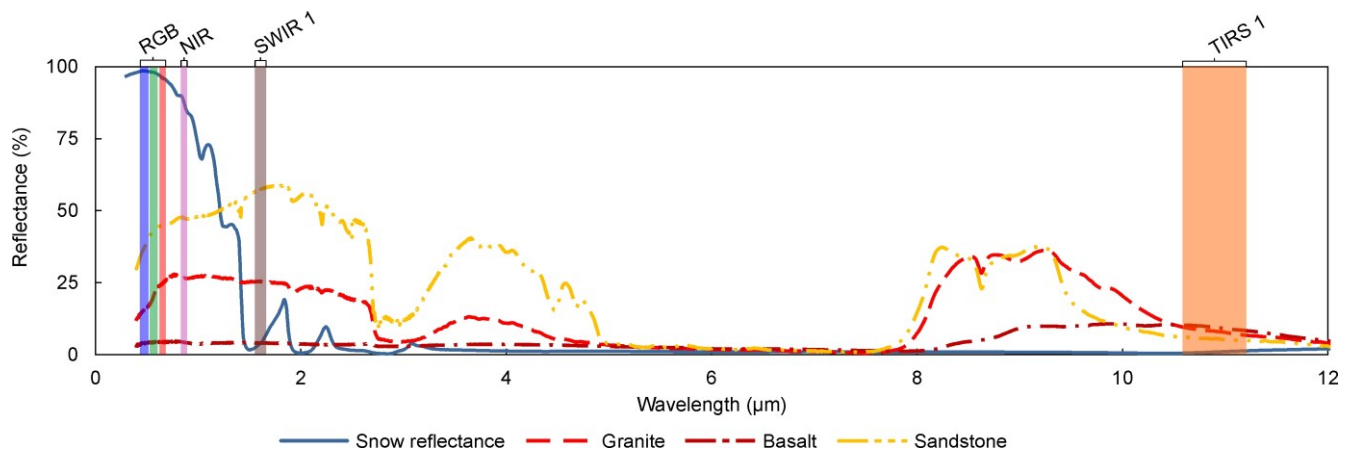 RGB
NIR
SWIR 1
TIRS 1
100
75
50
25
0
Reflectance (%)
0 2 4 6 8 10 12
Wavelength (µm)
Snow reflectance Granite Basalt Sandstone